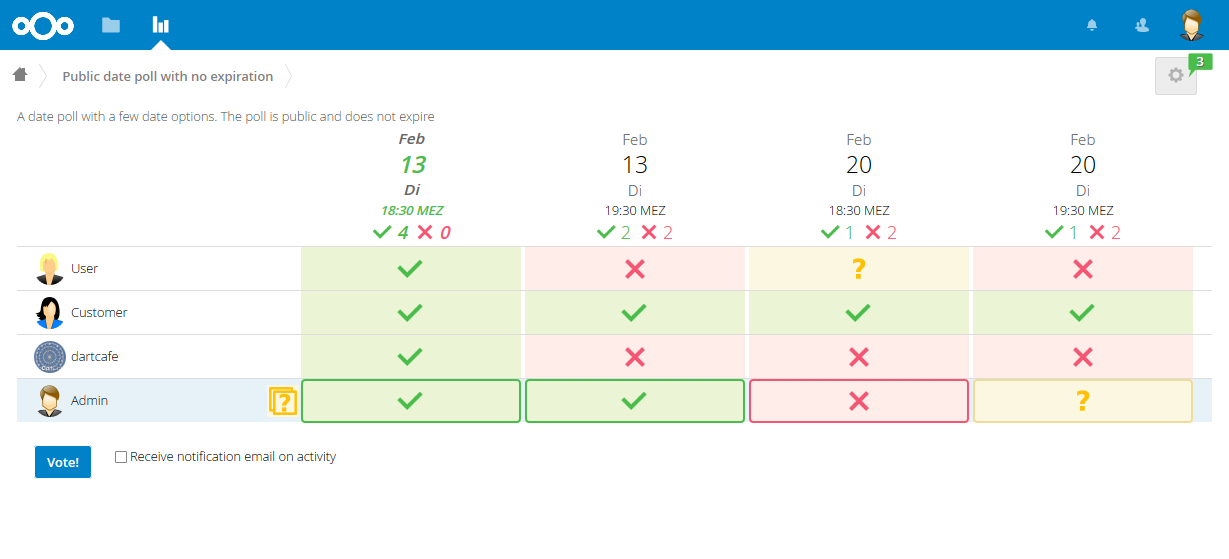 3
Public date poll with no expiration
A date poll with a few date options. The poll is public and does not expire
Feb Feb Feb Feb
13 13 20 20
Di Di Di Di
18:30 MEZ 19:30 MEZ 18:30 MEZ 19:30 MEZ
4 0 2 2 1 2 1 2
User ?
Customer
dartcafe
Admin ? ?
Vote! Receive notification email on activity